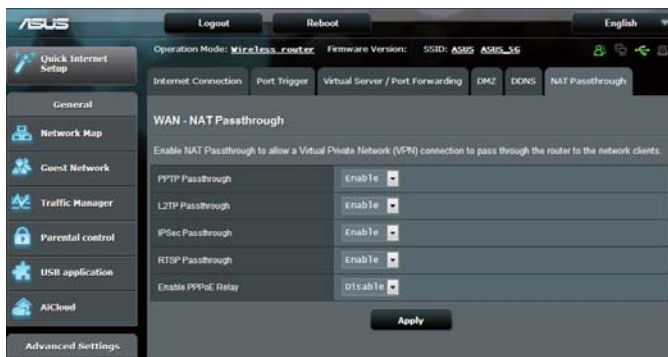 ASUS
Logout
Reboot
English
Operation Mode: Wireless router Firmware Version: SSID: ASUS ASUS_5G
Quick Internet
Setup
General
Network Map
Guest Network
Traffic Manager
Parental control
USB application
AiCloud
Advanced Settings
Internet Connection
Port Trigger
Virtual Server / Port Forwarding
DMZ
DDNS
NAT Passthrough
WAN - NAT Passthrough
Enable NAT Passthrough to allow a Virtual Private Network (VPN) connection to pass through the router to the network clients.
PPTP Passthrough Enable
L2TP Passthrough Enable
IPSec Passthrough Enable
RTSP Passthrough Enable
Enable PPPoE Relay Disable
Apply